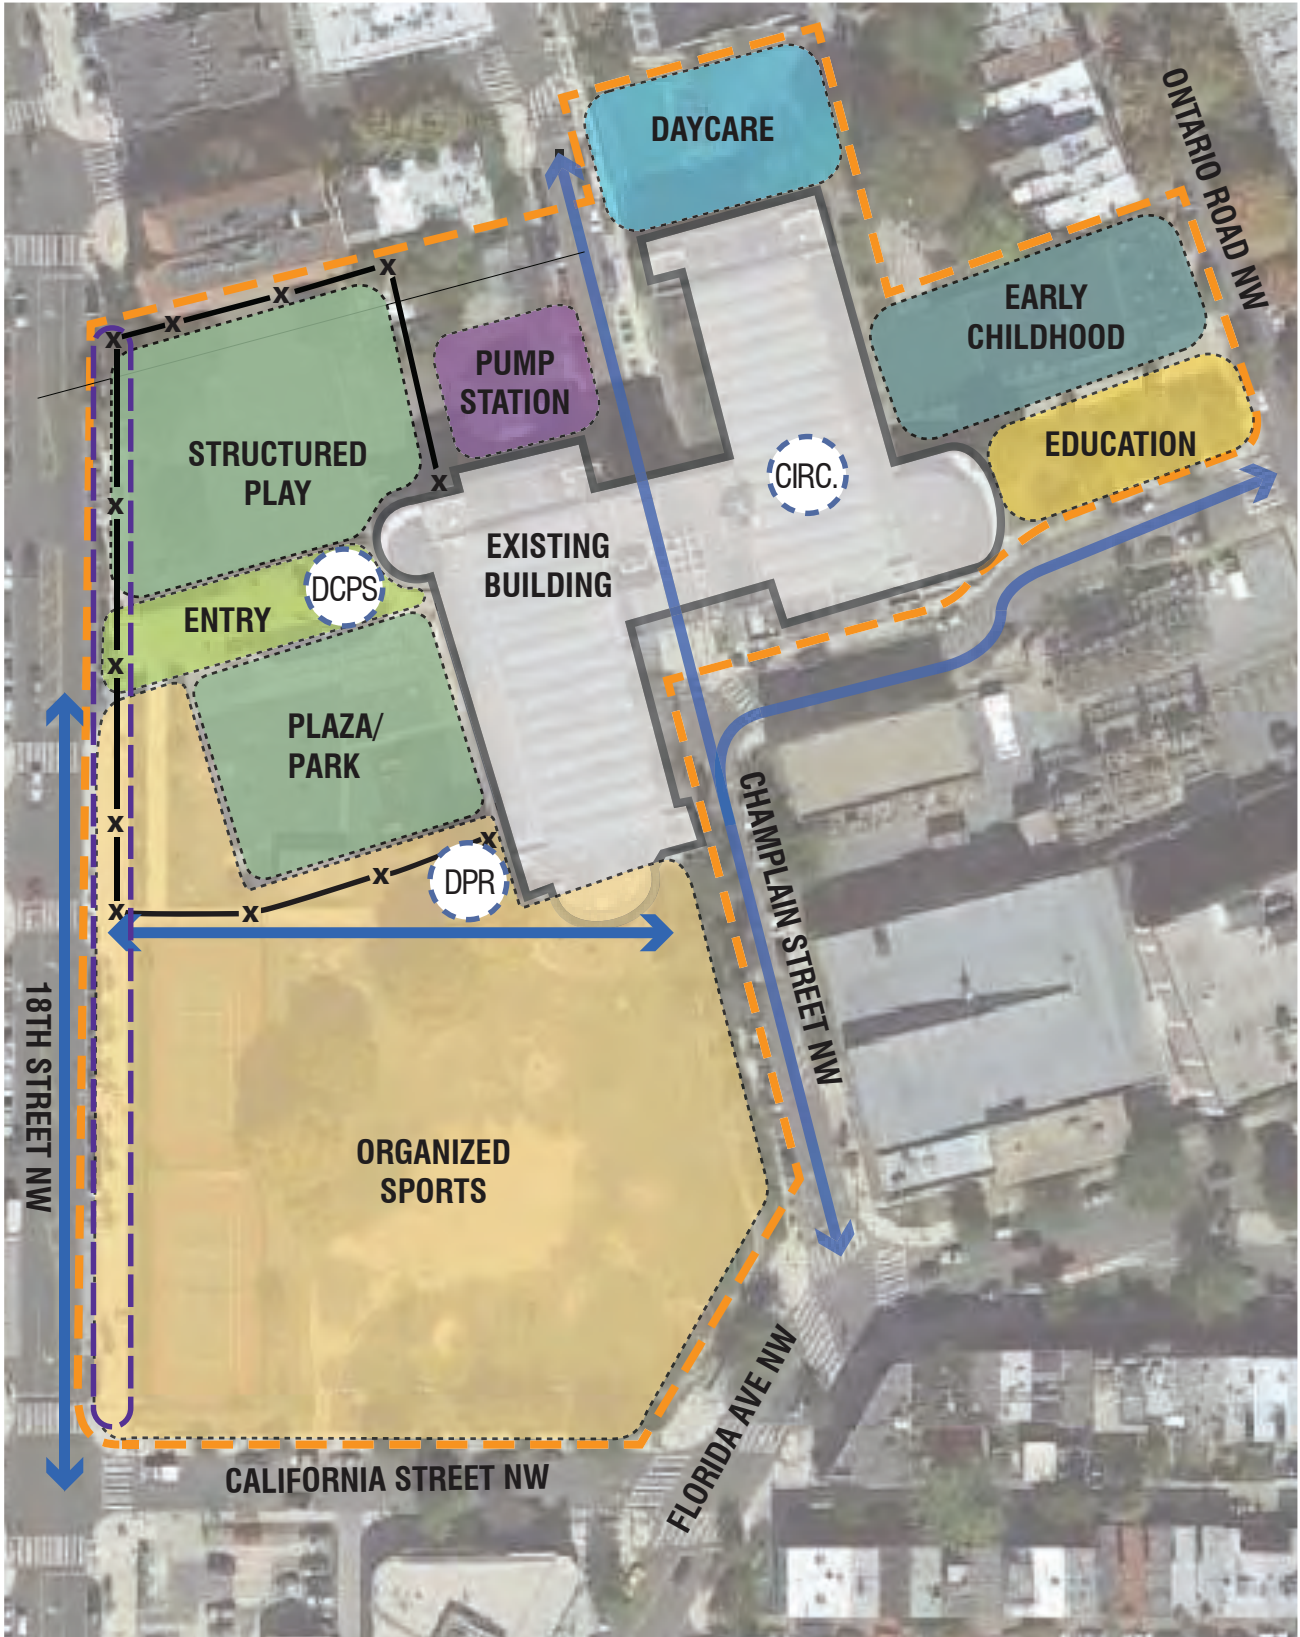 DAYCARE
ONTARIO ROAD NW
EARLY
CHILDHOOD
PUMP
STATION
EDUCATION
STRUCTURED
PLAY
CIRC.
EXISTING
BUILDING
DCPS
ENTRY
PLAZA/
PARK
CHAMPLAIN STREET NW
DPR
18TH STREET NW
ORGANIZED
SPORTS
FLORIDA AVE NW
CALIFORNIA STREET NW